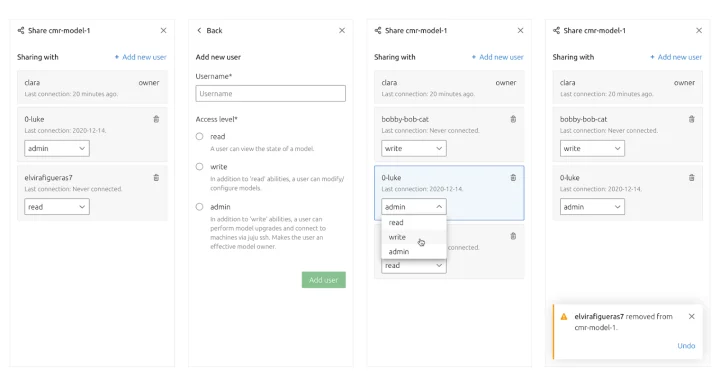 Share cmr-model-1
Sharing with + Add new user
clara owner
Last connection: 20 minutes ago.
0-luke
Last connection: 2020-12-14.
admin
elvirafigueras7
Last connection: Never connected.
read
Back
Add new user
Username*
Username
Access level*
read
A user can view the state of a model.
write
In addition to 'read' abilities, a user can modify/
configure models.
admin
In addition to 'write' abilities, a user can
perform model upgrades and connect to
machines via juju ssh. Makes the user an
effective model owner.
Add user
Share cmr-model-1
Sharing with + Add new user
clara owner
Last connection: 20 minutes ago.
bobby-bob-cat
Last connection: Never connected.
write
0-luke
Last connection: 2020-12-14.
admin
read
write
admin
connected.
read
Share cmr-model-1
Sharing with + Add new user
clara owner
Last connection: 20 minutes ago.
bobby-bob-cat
Last connection: Never connected.
write
0-luke
Last connection: 2020-12-14.
admin
elvirafigueras7 removed from
cmr-model-1.
Undo